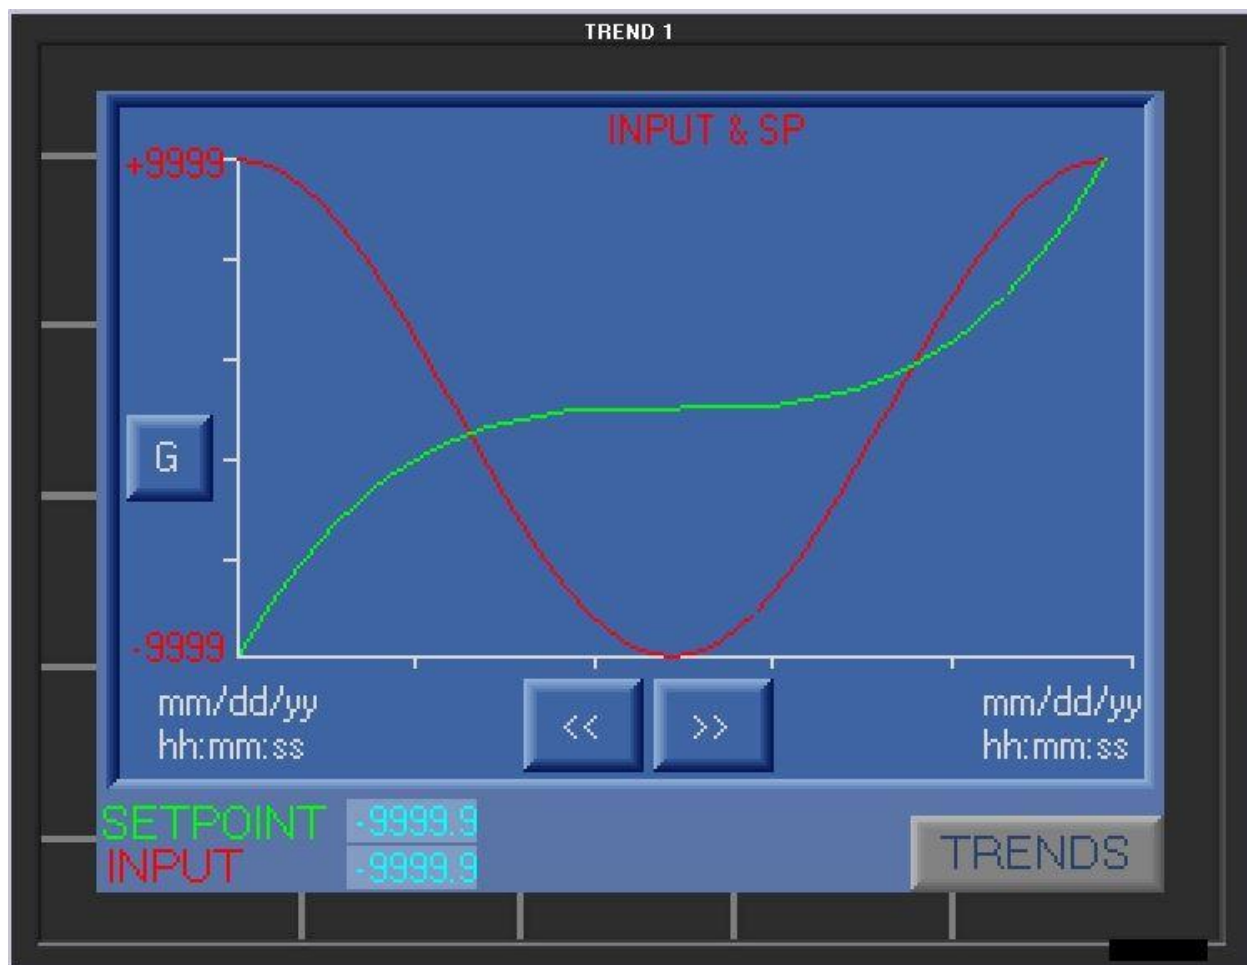 TREND 1
INPUT & SP
+9999
G
-9999
mm/dd/yy
hh:mm:ss
<<
>>
mm/dd/yy
hh:mm:ss
SETPOINT -9999.9
INPUT -9999.9
TRENDS